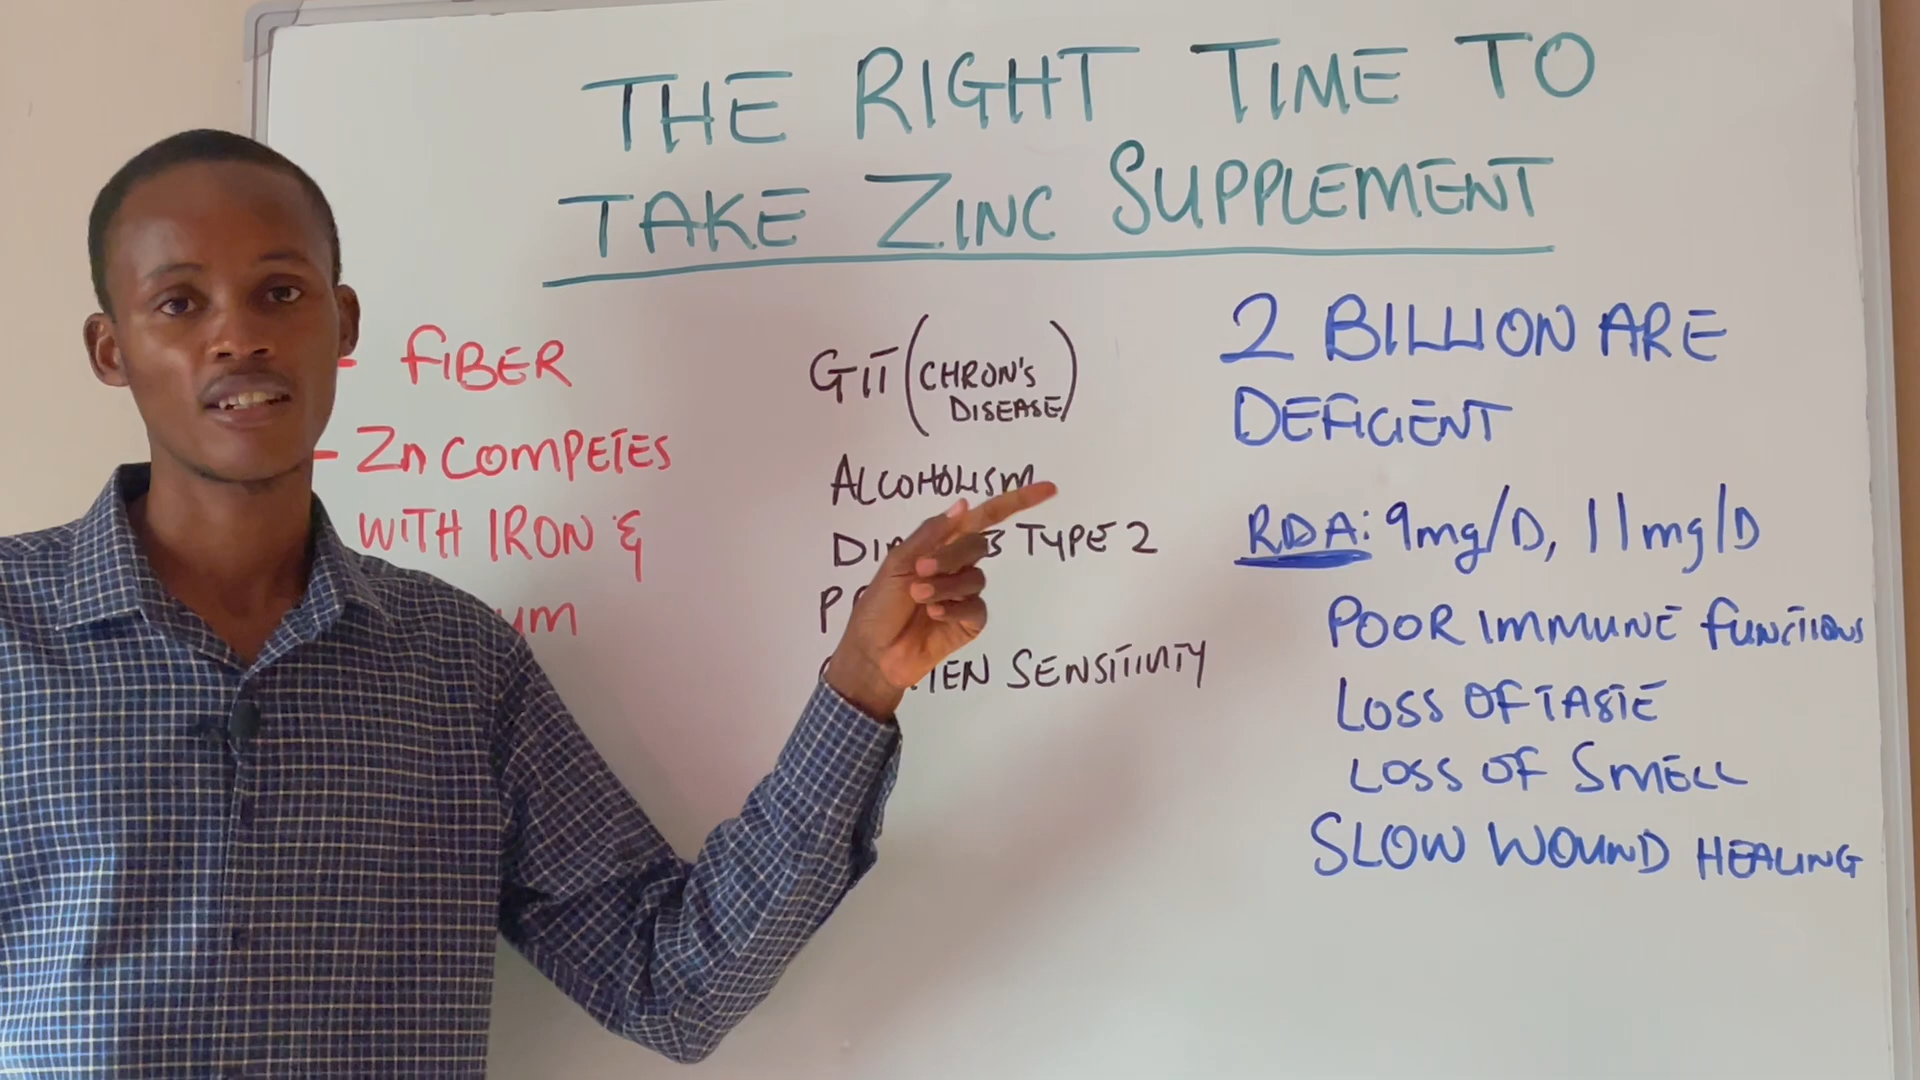 THE RIGHT TIME TO
TAKE ZINC SUPPLEMENT
- FIBER
- Zn COMPETES
WITH IRON &
GIT (CHRON'S
DISEASE)
ALCOHOLISM
TYPE 2
SENSITIVITY
2 BILLION ARE
DEFICIENT
RDA: 9mg/D, 11mg/D
POOR IMMUNE FUNCTIONS
LOSS OF TASTE
LOSS OF SMELL
SLOW WOUND HEALING